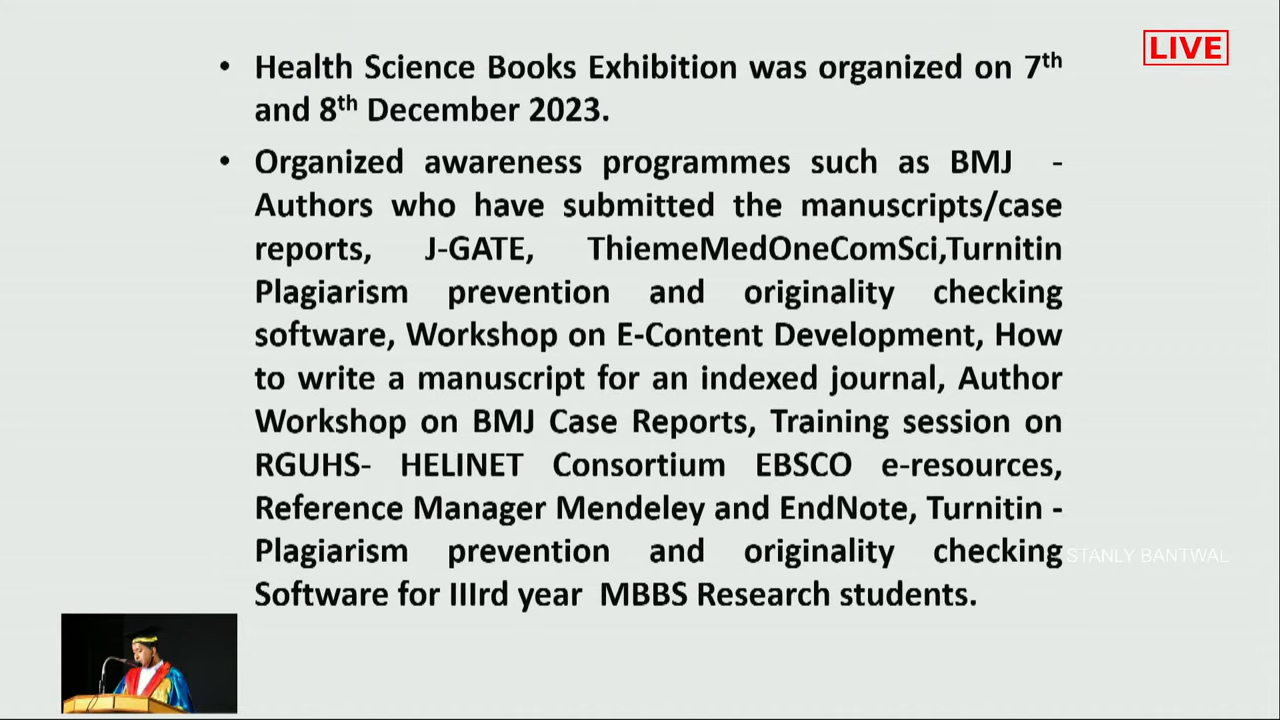 LIVE
• Health Science Books Exhibition was organized on 7th
and 8th December 2023.
• Organized awareness programmes such as BMJ -
Authors who have submitted the manuscripts/case
reports, J-GATE, ThiemeMedOneComSci,Turnitin
Plagiarism prevention and originality checking
software, Workshop on E-Content Development, How
to write a manuscript for an indexed journal, Author
Workshop on BMJ Case Reports, Training session on
RGUHS- HELINET Consortium EBSCO e-resources,
Reference Manager Mendeley and EndNote, Turnitin -
Plagiarism prevention and originality checking
Software for IIIrd year MBBS Research students.
STANLY BANTWAL